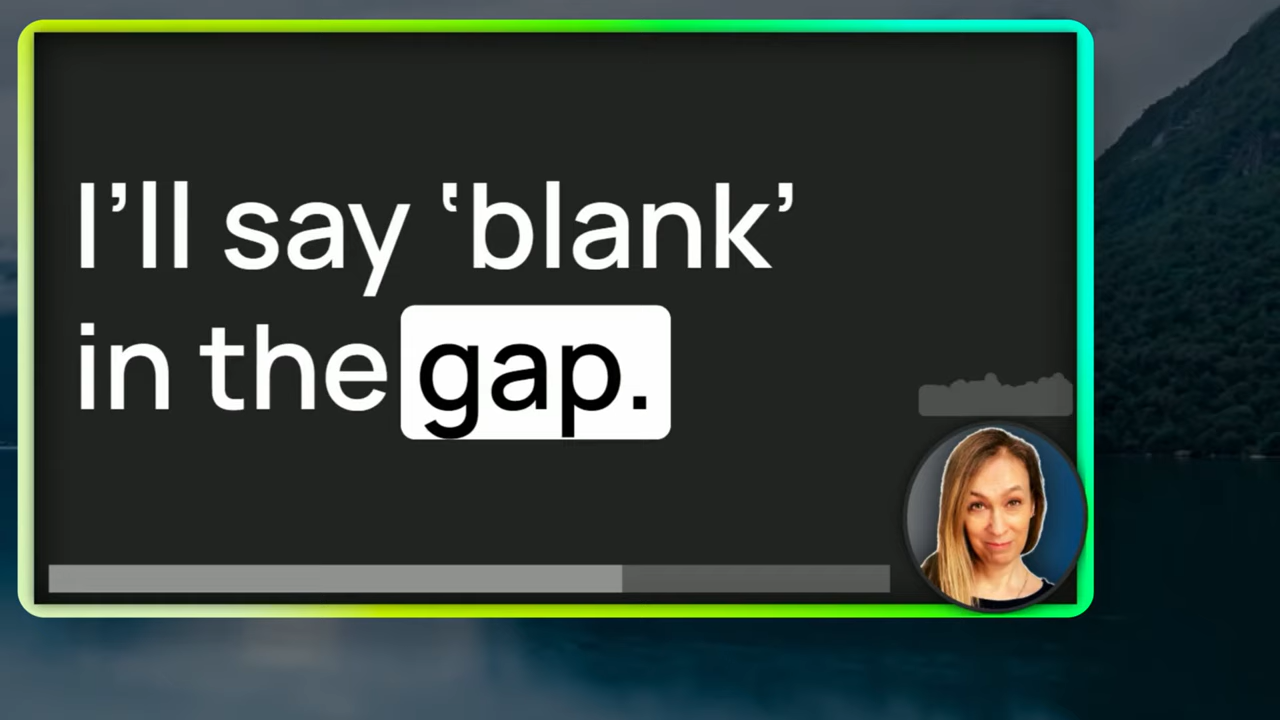 I’ll say ‘blank’
in the gap.